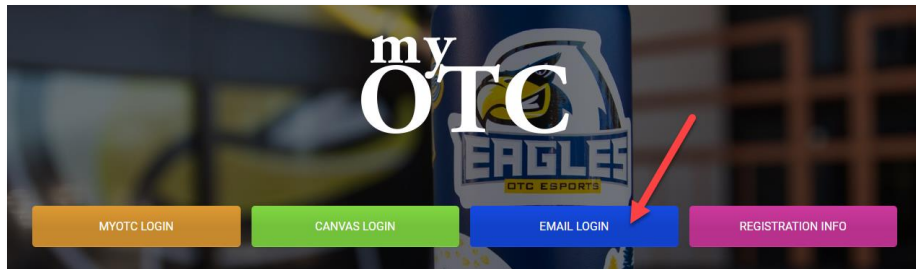 my
OTC
EAGLES
OTC ESPORTS
MYOTC LOGIN
CANVAS LOGIN
EMAIL LOGIN
REGISTRATION INFO